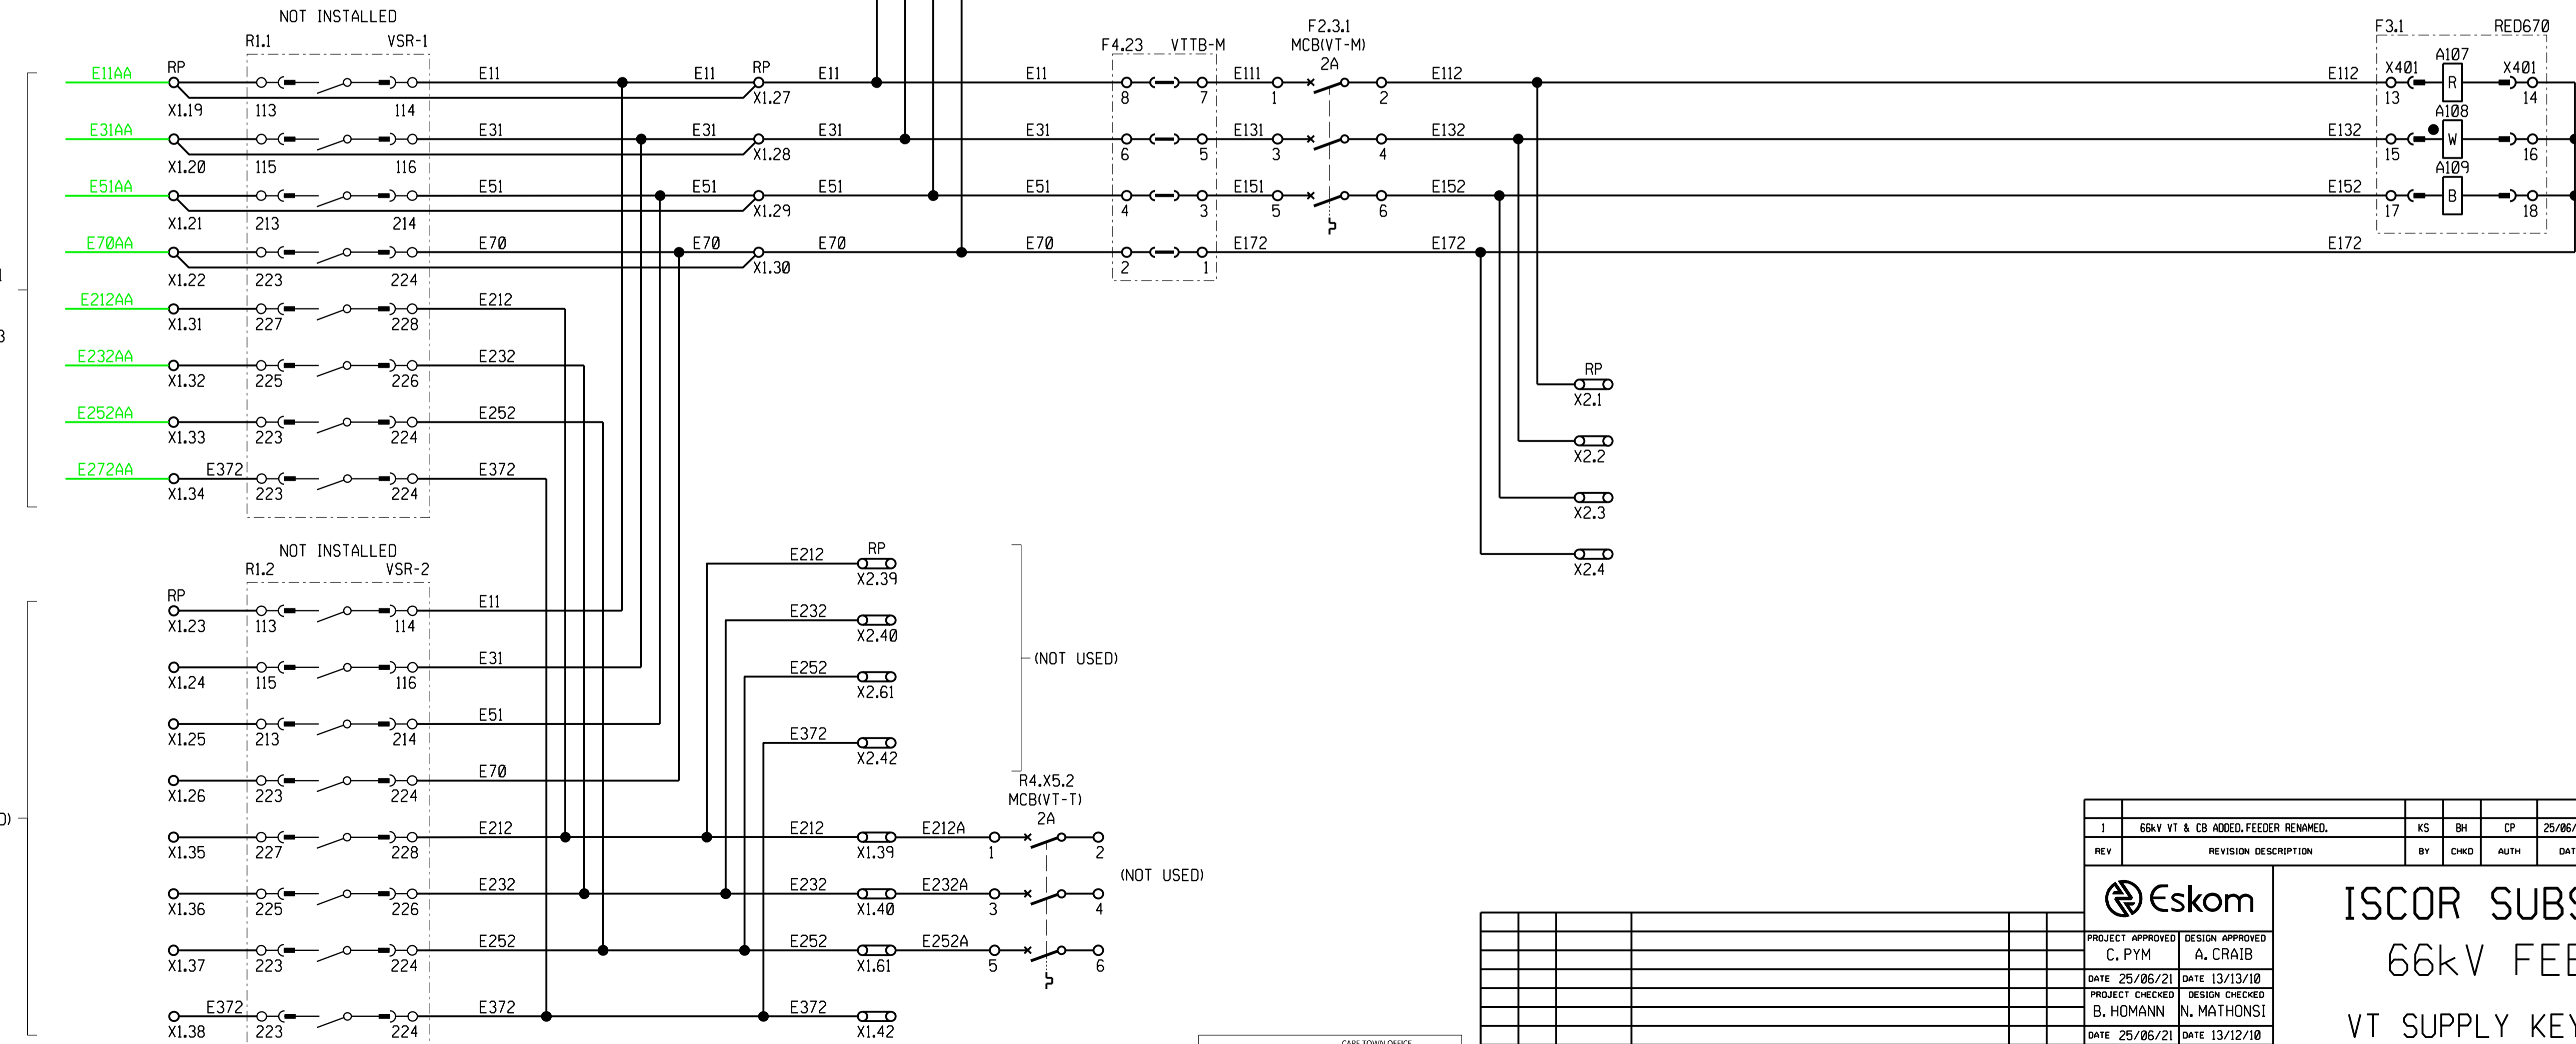 NOT INSTALLED
R1.1 VSR-1
E11AA RP X1.19 113 114 E11 E11 RP X1.27 E11 E11
E31AA X1.20 115 116 E31 E31 X1.28 E31 E31
E51AA X1.21 213 214 E51 E51 X1.29 E51 E51
E70AA X1.22 223 224 E70 E70 X1.30 E70 E70
E212AA X1.31 227 228 E212
E232AA X1.32 225 226 E232
E252AA X1.33 223 224 E252
E272AA X1.34 E372 223 224 E372
F4.23 VTTB-M
8 7 E111 1 2 E112
6 5 E131 3 4 E132
4 3 E151 5 6 E152
2 1 E172 E172
F2.3.1
MCB(VT-M)
2A
F3.1 RED670
E112 X401 13 A107 R X401 14
E132 15 A108 W 16
E152 17 A109 B 18
E172
RP
X2.1
X2.2
X2.3
X2.4
NOT INSTALLED
R1.2 VSR-2
RP X1.23 113 114 E11
X1.24 115 116 E31
X1.25 213 214 E51
X1.26 223 224 E70
X1.35 227 228 E212 E212 X1.39 E212A 1 2
X1.36 225 226 E232 E232 X1.40 E232A 3 4
X1.37 223 224 E252 E252 X1.61 E252A 5 6
X1.38 E372 223 224 E372 E372 X1.42
E212 RP X2.39
E232 X2.40
E252 X2.61
E372 X2.42
(NOT USED)
R4.X5.2
MCB(VT-T)
2A
(NOT USED)
1 66kV VT & CB ADDED. FEEDER RENAMED. KS BH CP 25/06/
REV REVISION DESCRIPTION BY CHKD AUTH DAT
Eskom
PROJECT APPROVED DESIGN APPROVED
C. PYM A. CRAIB
DATE 25/06/21 DATE 13/13/10
PROJECT CHECKED DESIGN CHECKED
B. HOMANN N. MATHONSI
DATE 25/06/21 DATE 13/12/10
ISCOR SUBS
66kV FEE
VT SUPPLY KEY
CAPE TOWN OFFICE